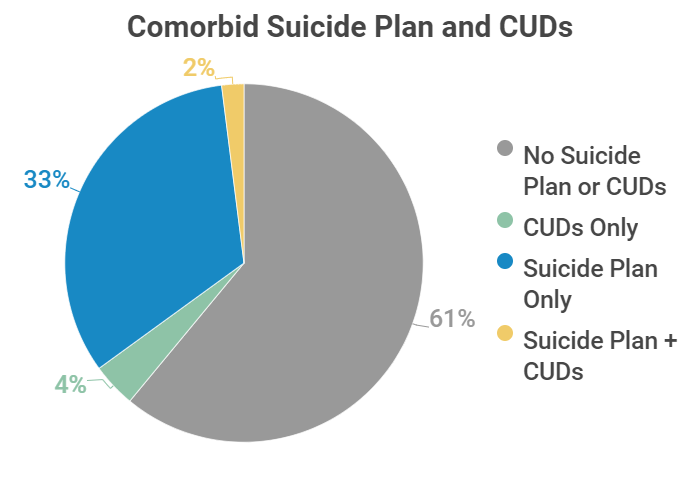 Comorbid Suicide Plan and CUDs
2%
33%
61%
4%
No Suicide
Plan or CUDs
CUDs Only
Suicide Plan
Only
Suicide Plan +
CUDs